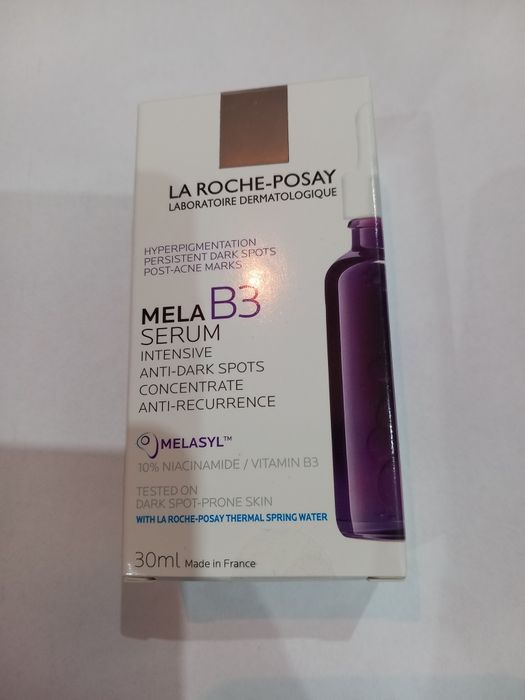 LA ROCHE-POSAY
LABORATOIRE DERMATOLOGIQUE
HYPERPIGMENTATION
PERSISTENT DARK SPOTS
POST-ACNE MARKS
MELA B3
SERUM
INTENSIVE
ANTI-DARK SPOTS
CONCENTRATE
ANTI-RECURRENCE
MELASYL™
10% NIACINAMIDE / VITAMIN B3
TESTED ON
DARK SPOT-PRONE SKIN
WITH LA ROCHE-POSAY THERMAL SPRING WATER
30ml Made in France